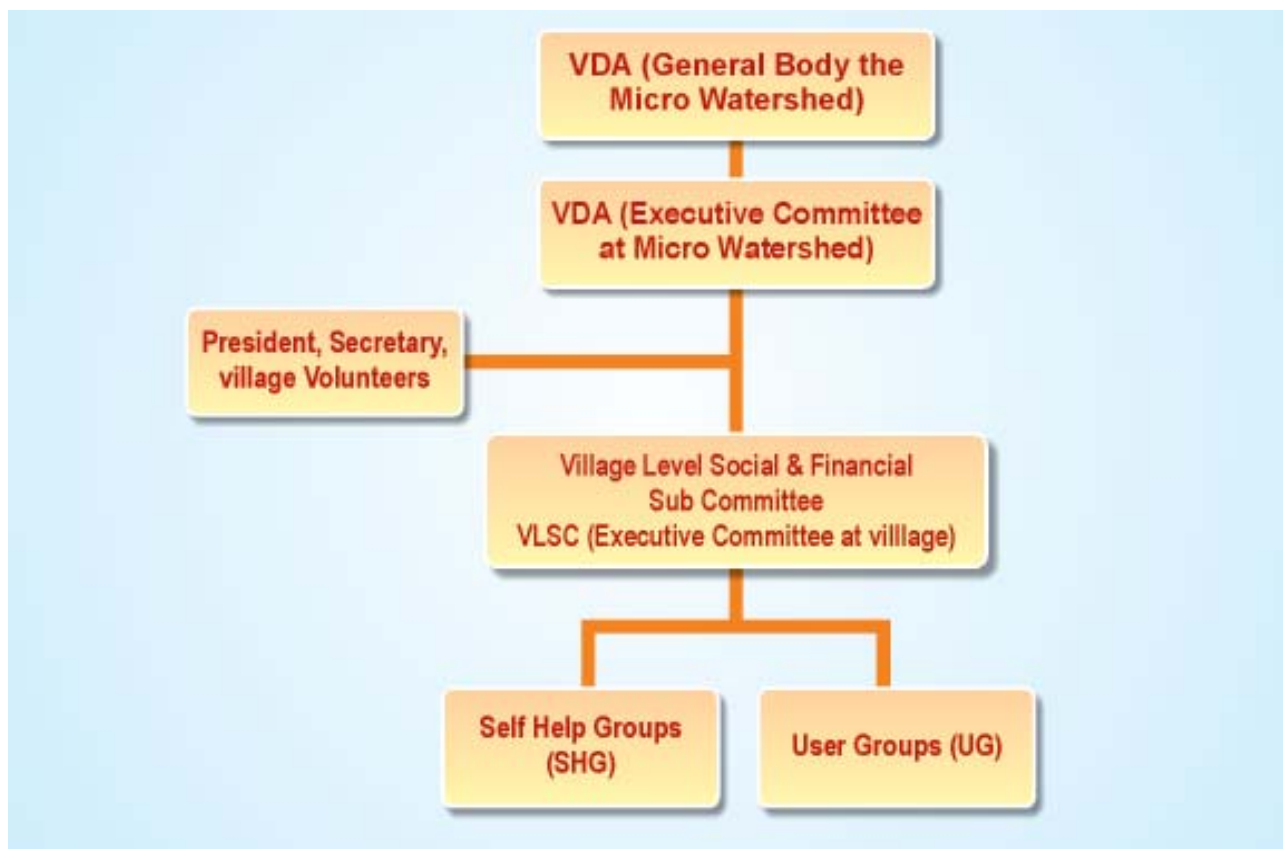 VDA (General Body the
Micro Watershed)
VDA (Executive Committee
at Micro Watershed)
President, Secretary,
village Volunteers
Village Level Social & Financial
Sub Committee
VLSC (Executive Committee at villlage)
Self Help Groups
(SHG)
User Groups (UG)